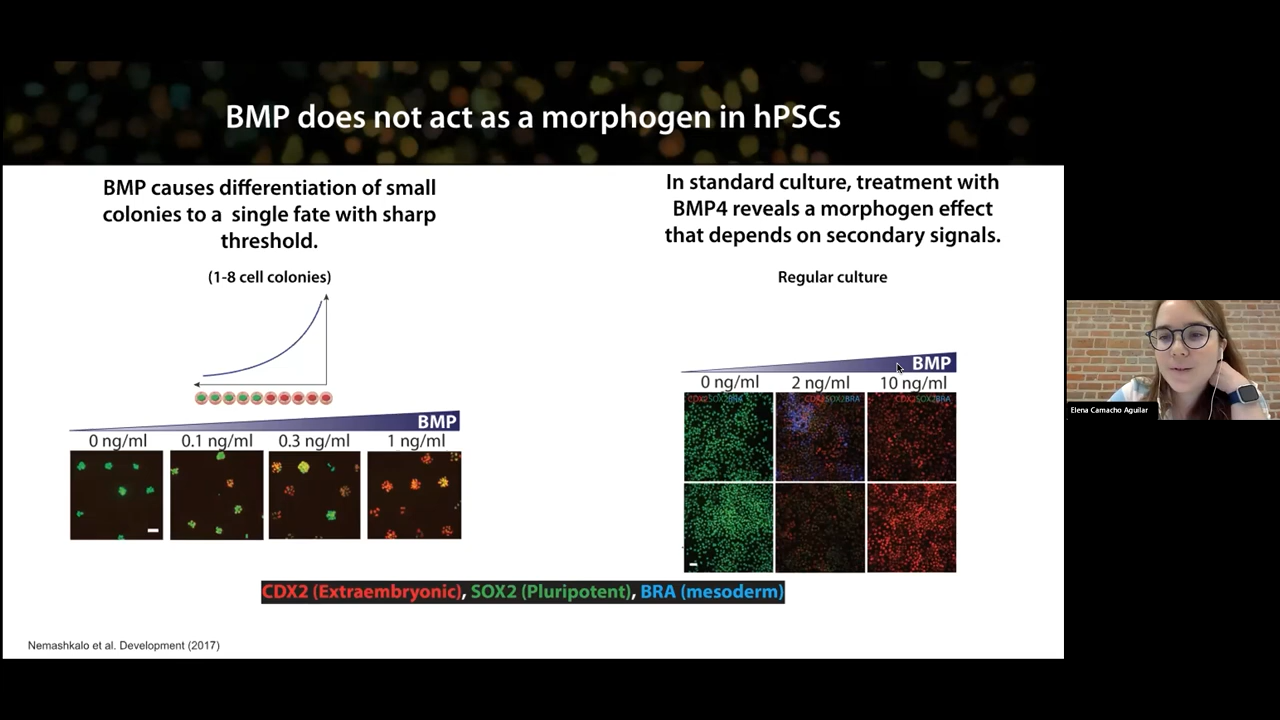 BMP does not act as a morphogen in hPSCs
BMP causes differentiation of small
colonies to a single fate with sharp
threshold.
(1-8 cell colonies)
BMP
0 ng/ml 0.1 ng/ml 0.3 ng/ml 1 ng/ml
In standard culture, treatment with
BMP4 reveals a morphogen effect
that depends on secondary signals.
Regular culture
BMP
0 ng/ml 2 ng/ml 10 ng/ml
CDX2SOX2BRA CDX2SOX2BRA CDX2SOX2BRA
CDX2 (Extraembryonic), SOX2 (Pluripotent), BRA (mesoderm)
Nemashkalo et al. Development (2017)
Elena Camacho Aguilar